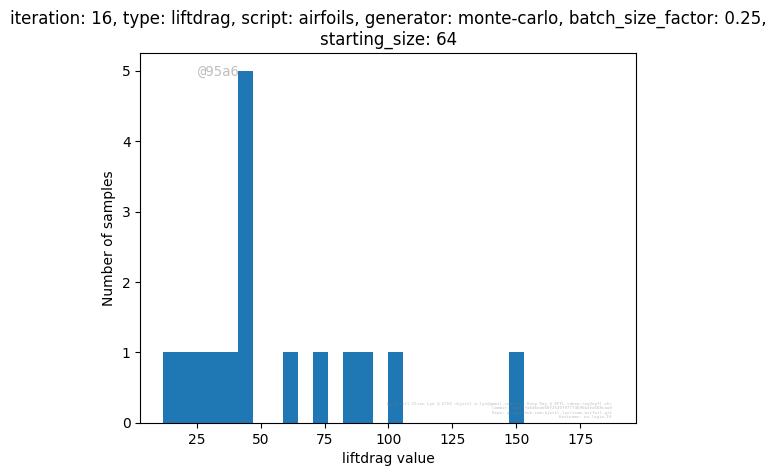 iteration: 16, type: liftdrag, script: airfoils, generator: monte-carlo, batch_size_factor: 0.25,
starting_size: 64
@95a6
5
4
3
2
1
0
Number of samples
25 50 75 100 125 150 175
liftdrag value